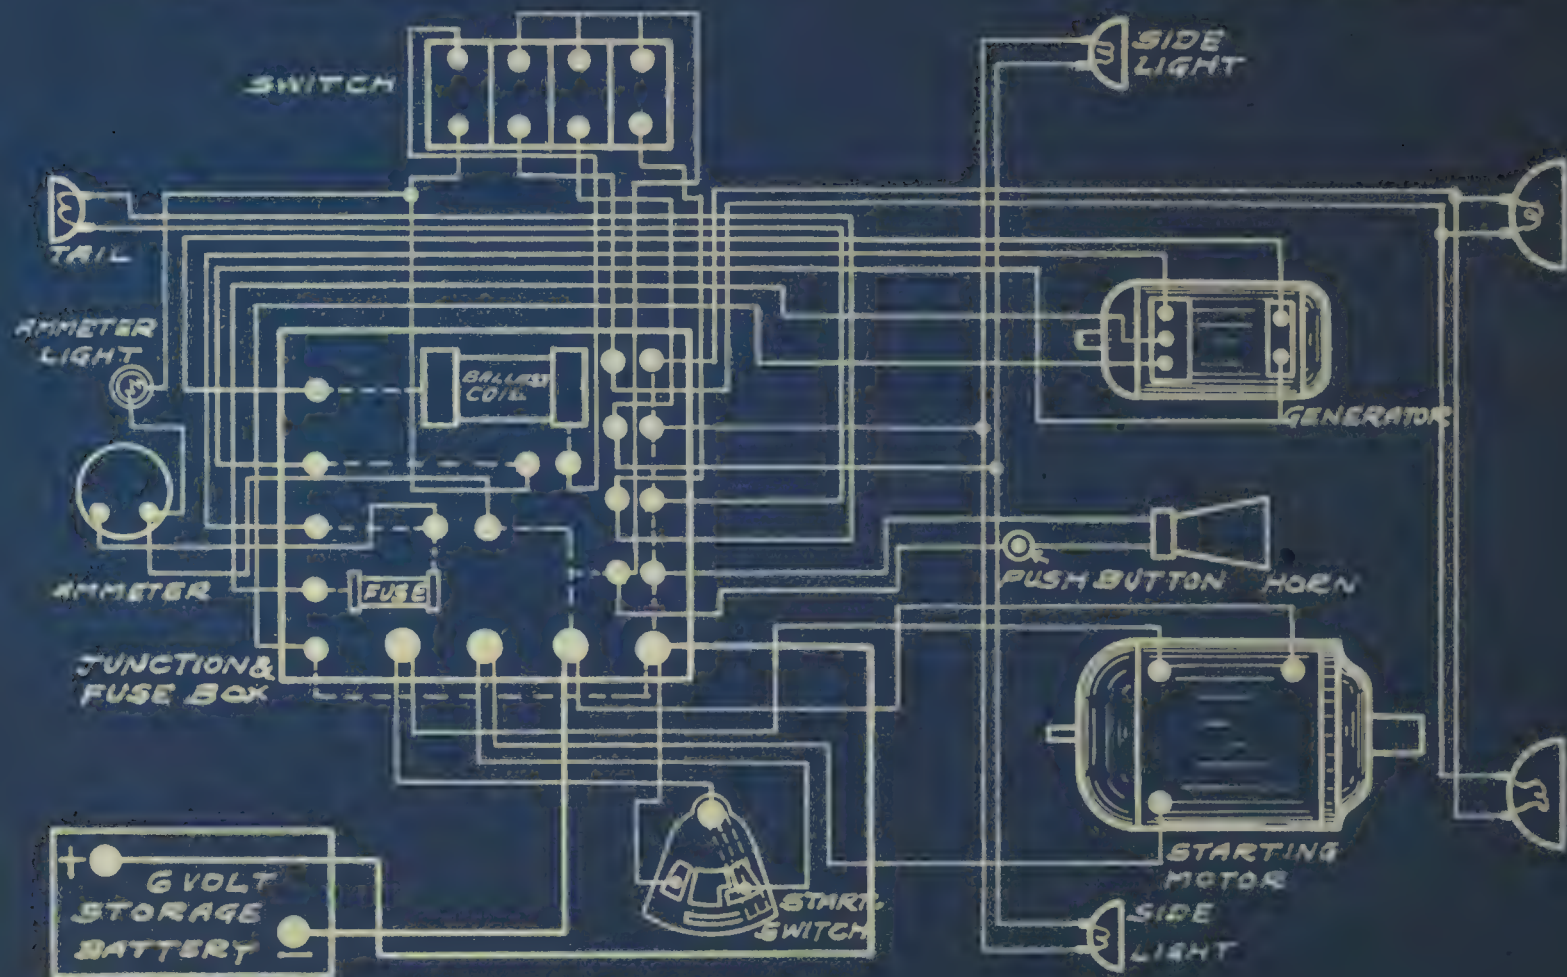 SWITCH
SIDE
LIGHT
TAIL
AMMETER
LIGHT
BALLAST
COIL
GENERATOR
AMMETER
FUSE
PUSH BUTTON
HORN
JUNCTION &
FUSE BOX
+
6 VOLT
STORAGE
BATTERY -
START.
SWITCH
STARTING
MOTOR
SIDE
LIGHT